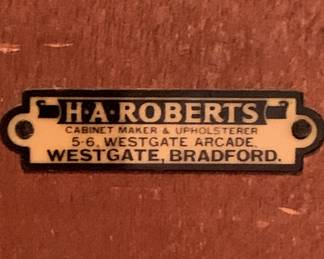 H·A·ROBERTS
CABINET MAKER & UPHOLSTERER
5-6, WESTGATE ARCADE,
WESTGATE, BRADFORD.